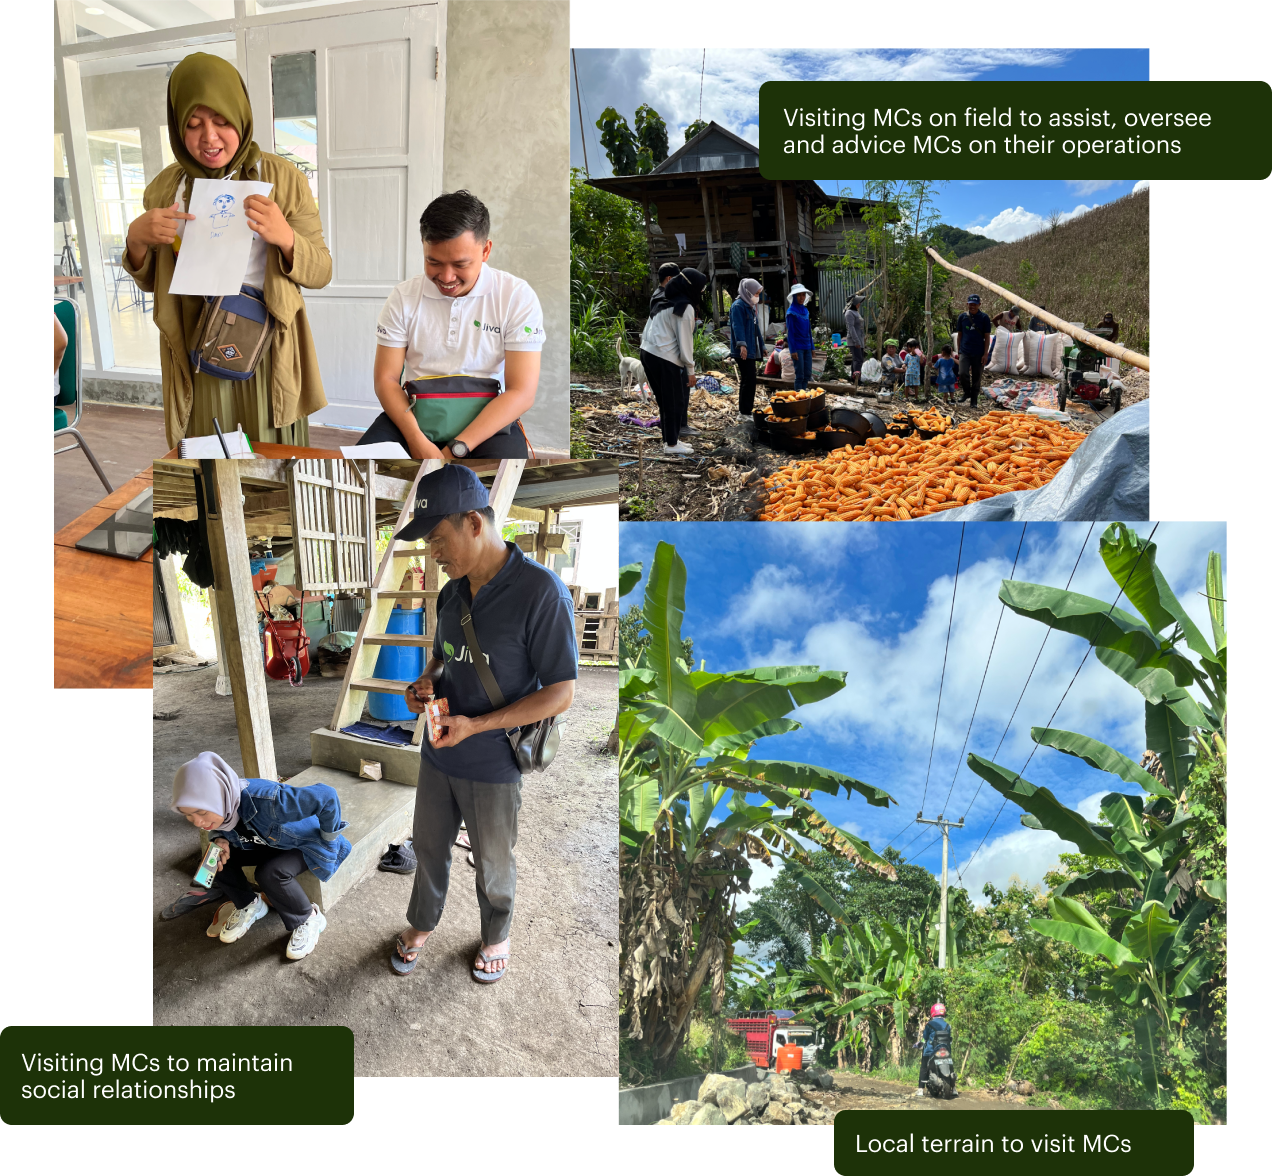 Visiting MCs on field to assist, oversee
and advice MCs on their operations
Jiva
Jiva
Visiting MCs to maintain
social relationships
Local terrain to visit MCs